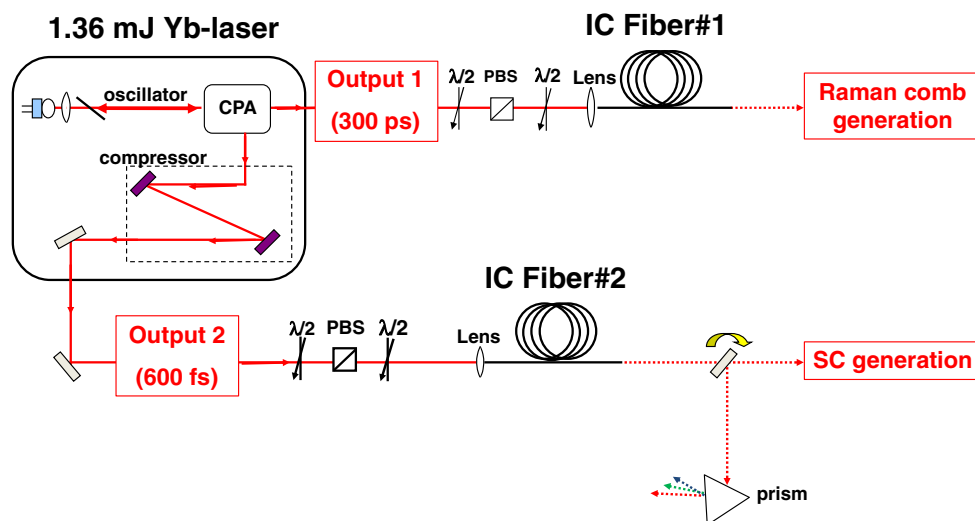 1.36 mJ Yb-laser
IC Fiber#1
oscillator
CPA
Output 1
(300 ps)
λ/2
PBS
λ/2
Lens
Raman comb
generation
compressor
IC Fiber#2
Output 2
(600 fs)
λ/2
PBS
λ/2
Lens
SC generation
prism